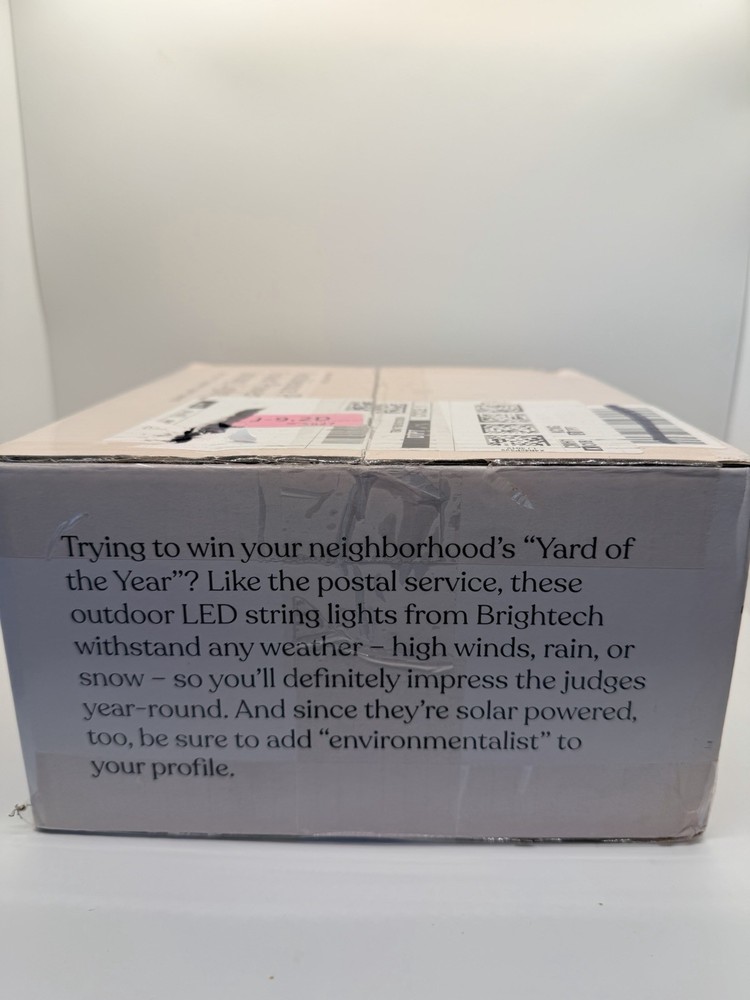 Trying to win your neighborhood's “Yard of
the Year”? Like the postal service, these
outdoor LED string lights from Brightech
withstand any weather – high winds, rain, or
snow – so you'll definitely impress the judges
year-round. And since they're solar powered,
too, be sure to add “environmentalist” to
your profile.